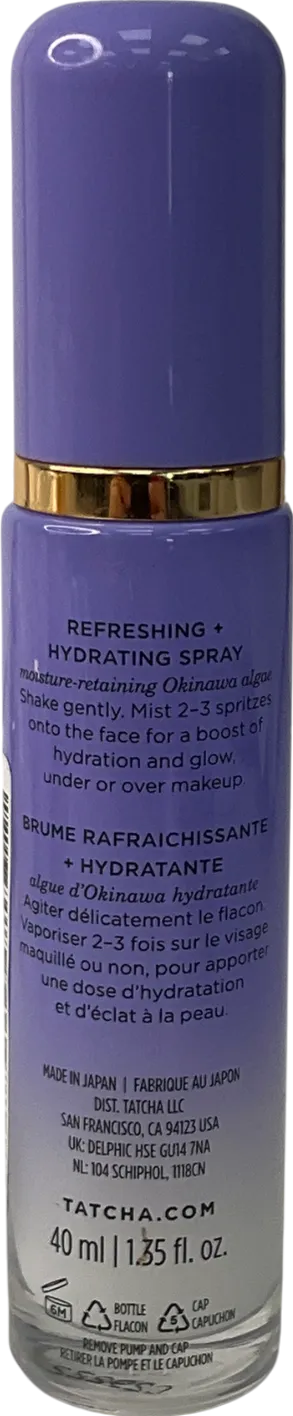 REFRESHING +
HYDRATING SPRAY
moisture-retaining Okinawa algae
Shake gently. Mist 2-3 spritzes
onto the face for a boost of
hydration and glow,
under or over makeup.
BRUME RAFRAICHISSANTE
+ HYDRATANTE
algue d'Okinawa hydratante
Agiter délicatement le flacon.
Vaporiser 2-3 fois sur le visage
maquillé ou non, pour apporter
une dose d'hydratation
et d'éclat à la peau.
MADE IN JAPAN | FABRIQUE AU JAPON
DIST. TATCHA LLC
SAN FRANCISCO, CA 94123 USA
UK: DELPHIC HSE GU14 7NA
NL: 104 SCHIPHOL, 1118CN
TATCHA.COM
40 ml | 1.35 fl. oz.
6M BOTTLE FLACON 5 CAP CAPUCHON
REMOVE PUMP AND CAP
RETIRER LA POMPE ET LE CAPUCHON